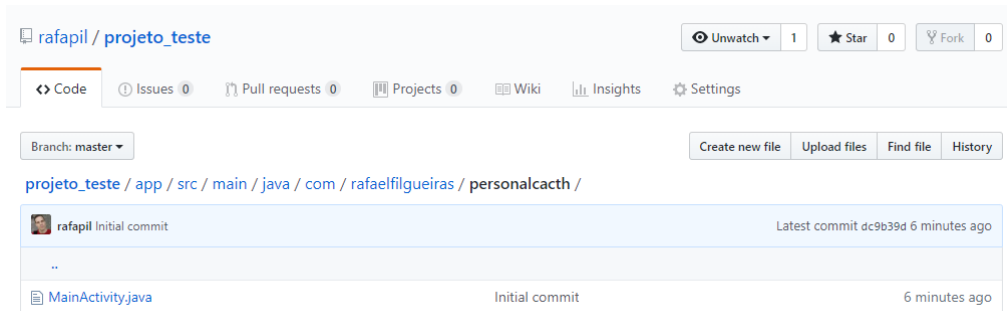 rafapil / projeto_teste
Unwatch 1 Star 0 Fork 0
<> Code Issues 0 Pull requests 0 Projects 0 Wiki Insights Settings
Branch: master Create new file Upload files Find file History
projeto_teste / app / src / main / java / com / rafaelfilgueiras / personalcacth /
rafapil Initial commit Latest commit dc9b39d 6 minutes ago
..
MainActivity.java Initial commit 6 minutes ago